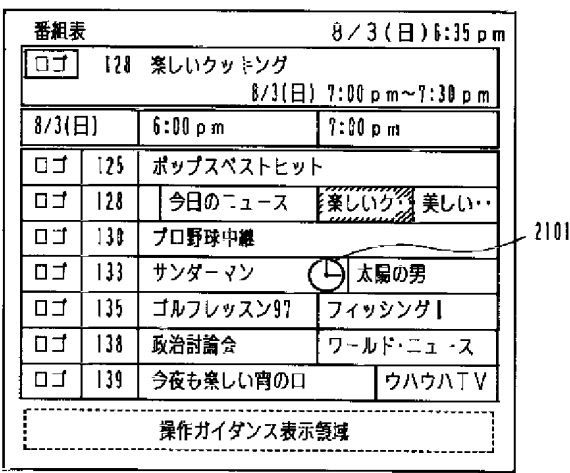 番組表 8/3(日)6:35pm
ロゴ 128 楽しいクッキング
8/3(日) 7:00pm~7:30pm
8/3(日) 6:00pm 7:00pm
ロゴ 125 ポップスベストヒット
ロゴ 128 今日のニュース 楽しいク・・ 美しい・・
ロゴ 130 プロ野球中継
2101
ロゴ 133 サンダーマン 太陽の男
ロゴ 135 ゴルフレッスン97 フィッシング!
ロゴ 138 政治討論会 ワールド・ニュース
ロゴ 139 今夜も楽しい宵の口 ウハウハTV
操作ガイダンス表示領域